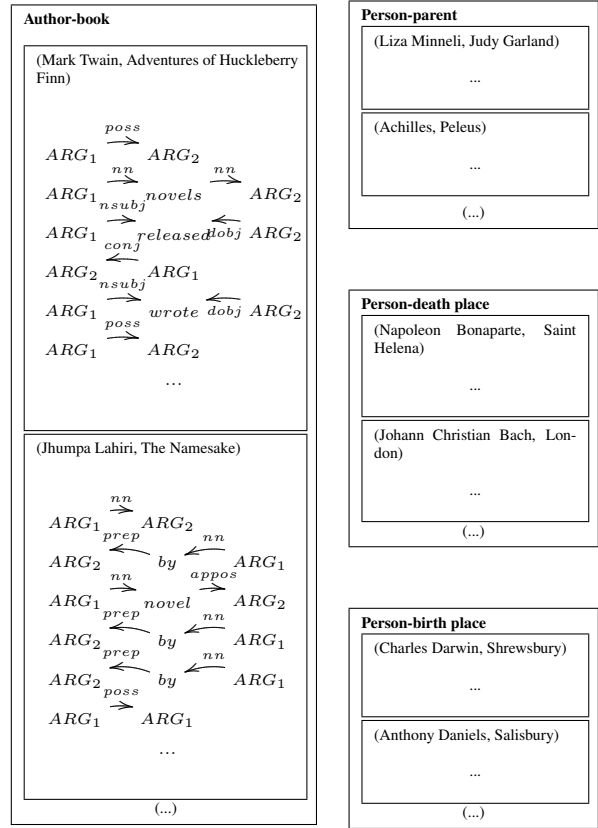 Author-book
(Mark Twain, Adventures of Huckleberry
Finn)
poss
ARG1 ARG2
nn nn
ARG1 novels ARG2
nsubj
ARG1 released dobj ARG2
conj
ARG2 ARG1
nsubj
ARG1 wrote dobj ARG2
poss
ARG1 ARG2
...
(Jhumpa Lahiri, The Namesake)
nn
ARG1 ARG2
prep nn
ARG2 by ARG1
nn appos
ARG1 novel ARG2
prep nn
ARG2 by ARG1
prep nn
ARG2 by ARG1
poss
ARG1 ARG1
...
(...)
Person-parent
(Liza Minneli, Judy Garland)
...
(Achilles, Peleus)
...
(...)
Person-death place
(Napoleon Bonaparte, Saint
Helena)
...
(Johann Christian Bach, Lon-
don)
...
(...)
Person-birth place
(Charles Darwin, Shrewsbury)
...
(Anthony Daniels, Salisbury)
...
(...)